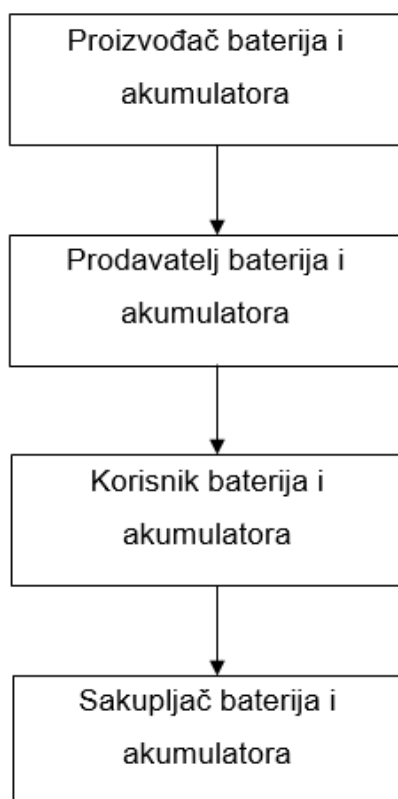 Proizvođač baterija i
akumulatora
Prodavatelj baterija i
akumulatora
Korisnik baterija i
akumulatora
Sakupljač baterija i
akumulatora